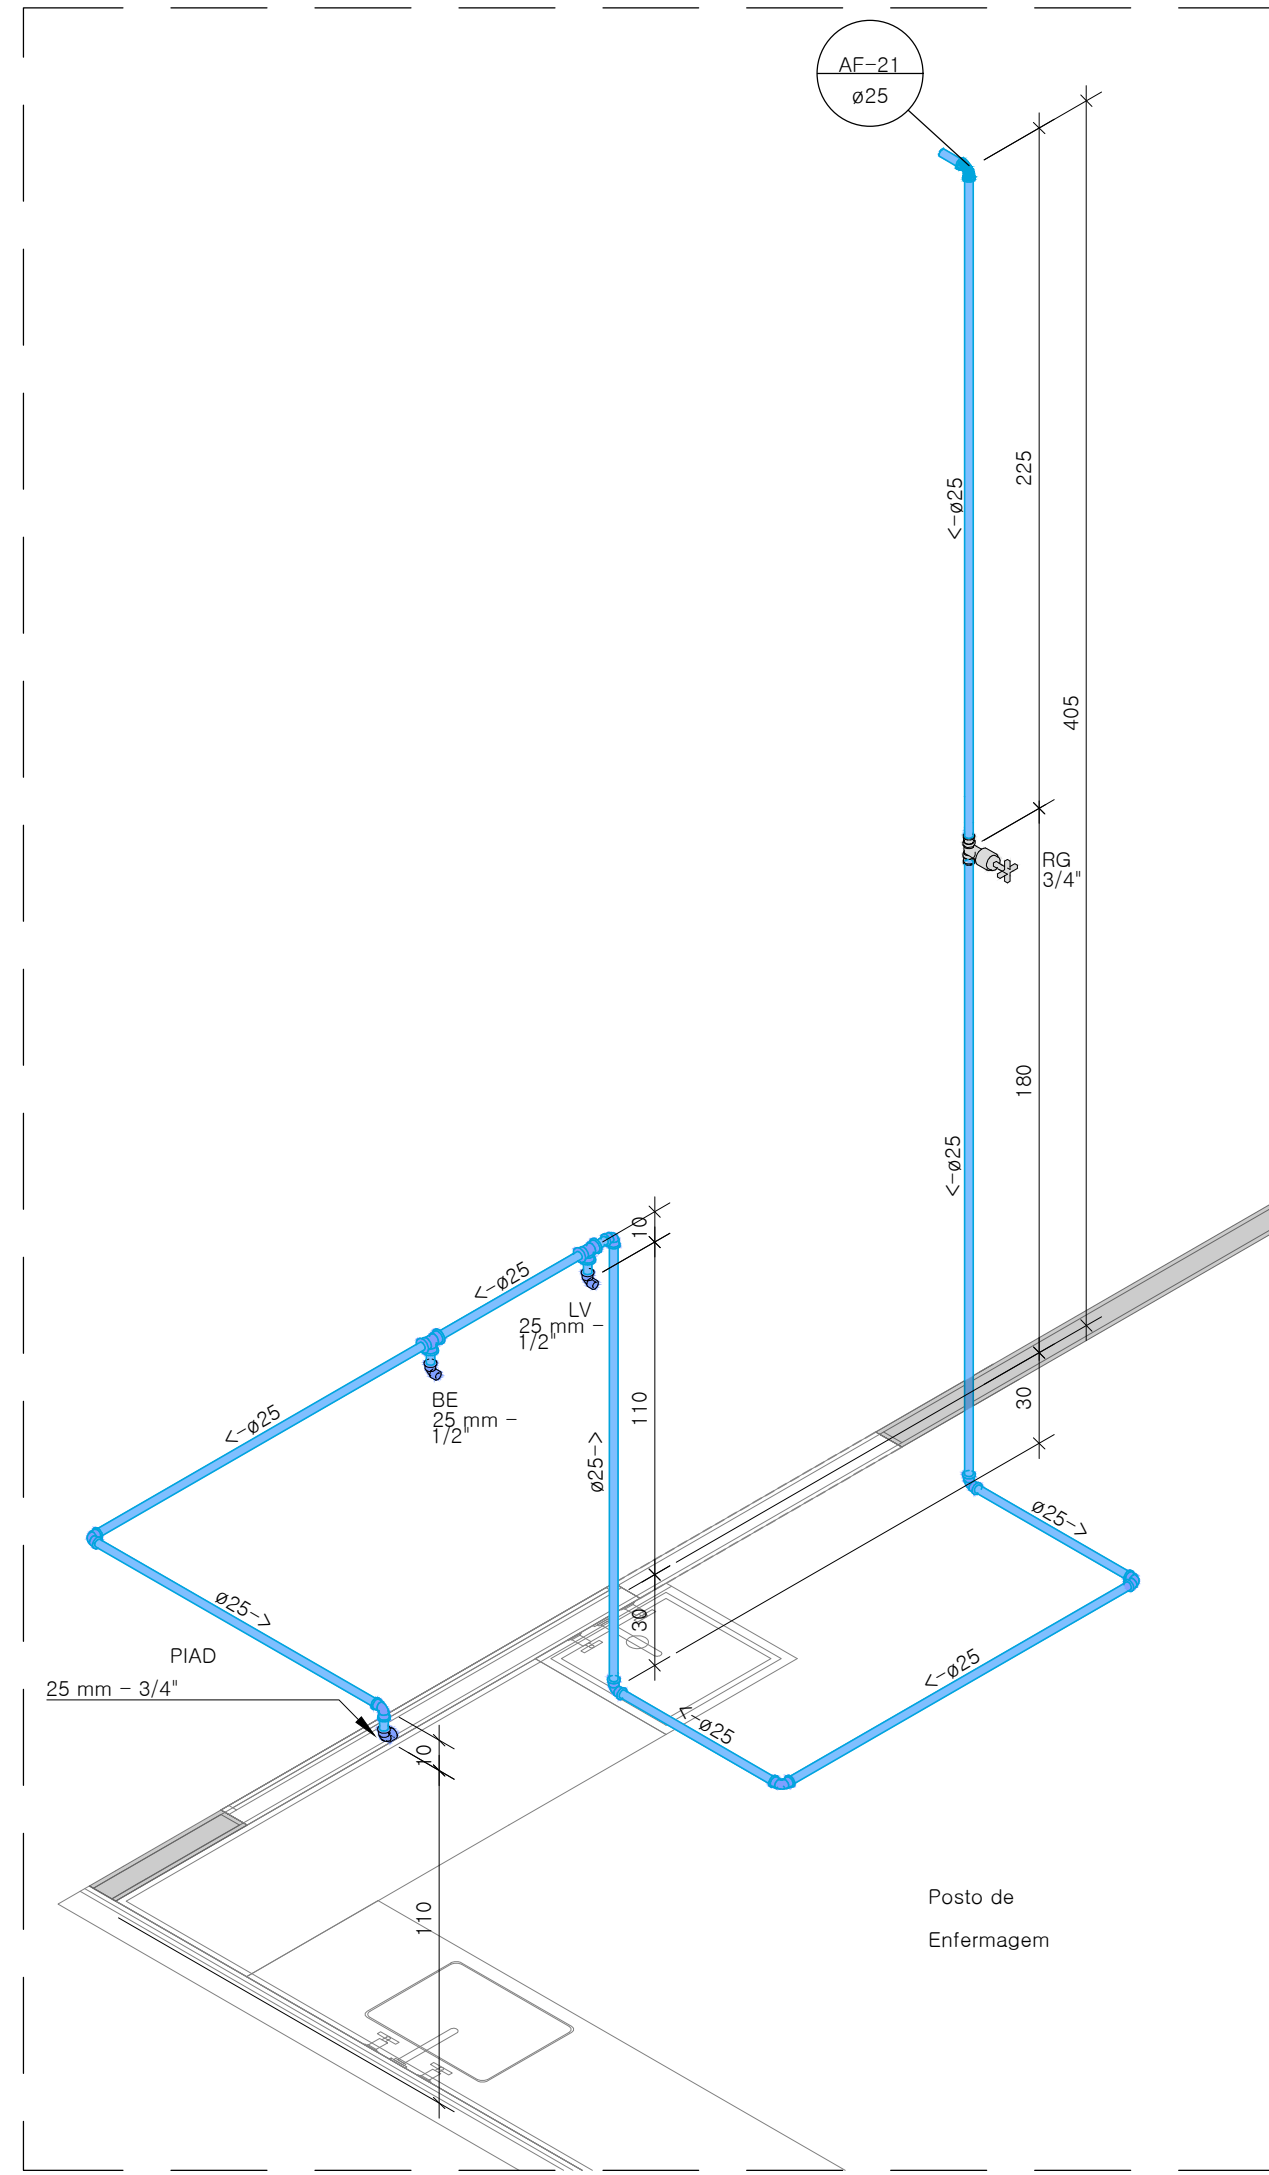 AF-21
ø25
225
<-ø25
405
RG
3/4"
180
<-ø25
10
<-ø25
LV
25 mm -
1/2"
BE
25 mm -
1/2"
110
30
<-ø25
ø25->
ø25->
ø25->
30
PIAD
25 mm - 3/4"
<-ø25
<-ø25
10
110
Posto de
Enfermagem